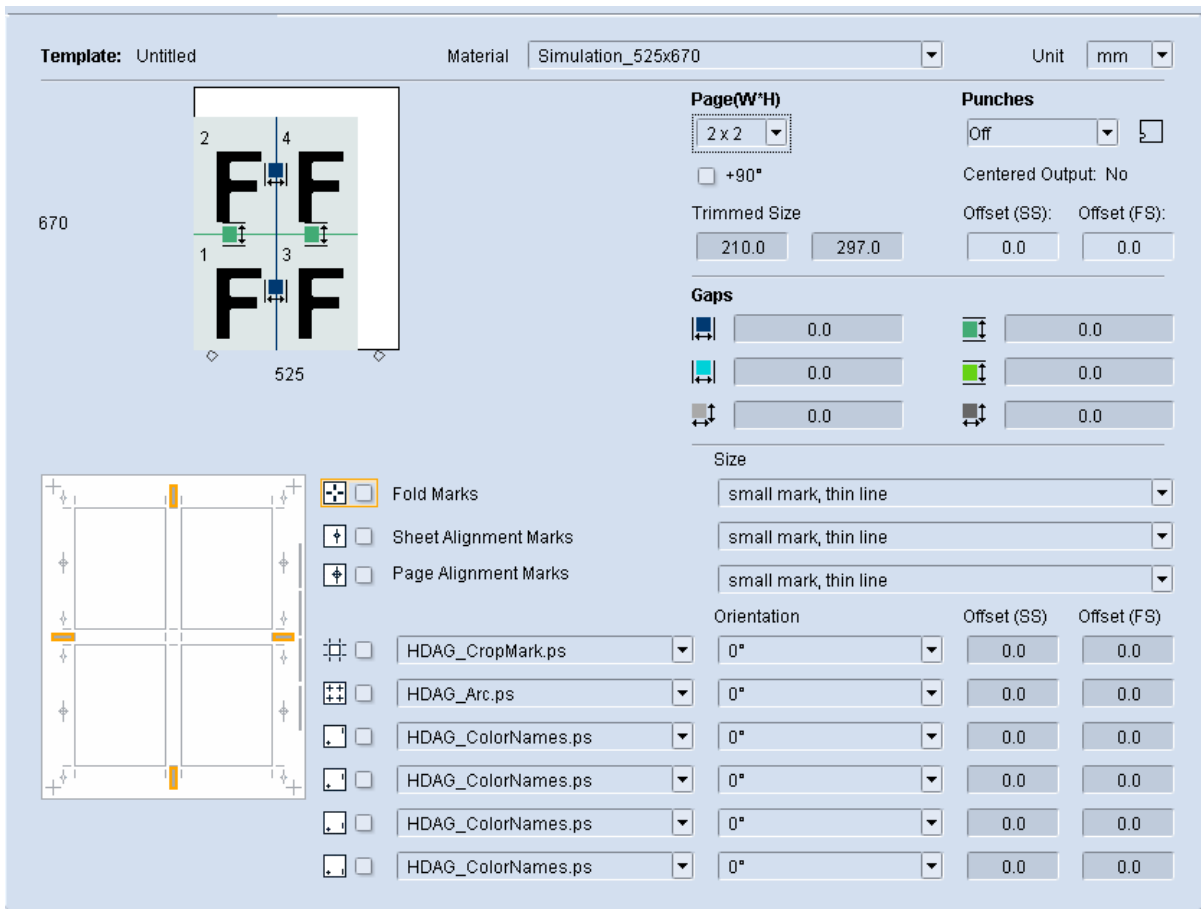 Template: Untitled Material Simulation_525x670 Unit mm
Page(W*H) Punches
2 x 2 Off
+90° Centered Output: No
Trimmed Size Offset (SS): Offset (FS):
210.0 297.0 0.0 0.0
2 4
F F
670
1 3
F F
525
Gaps
0.0 0.0
0.0 0.0
0.0 0.0
Size
Fold Marks small mark, thin line
Sheet Alignment Marks small mark, thin line
Page Alignment Marks small mark, thin line
Orientation Offset (SS) Offset (FS)
HDAG_CropMark.ps 0° 0.0 0.0
HDAG_Arc.ps 0° 0.0 0.0
HDAG_ColorNames.ps 0° 0.0 0.0
HDAG_ColorNames.ps 0° 0.0 0.0
HDAG_ColorNames.ps 0° 0.0 0.0
HDAG_ColorNames.ps 0° 0.0 0.0